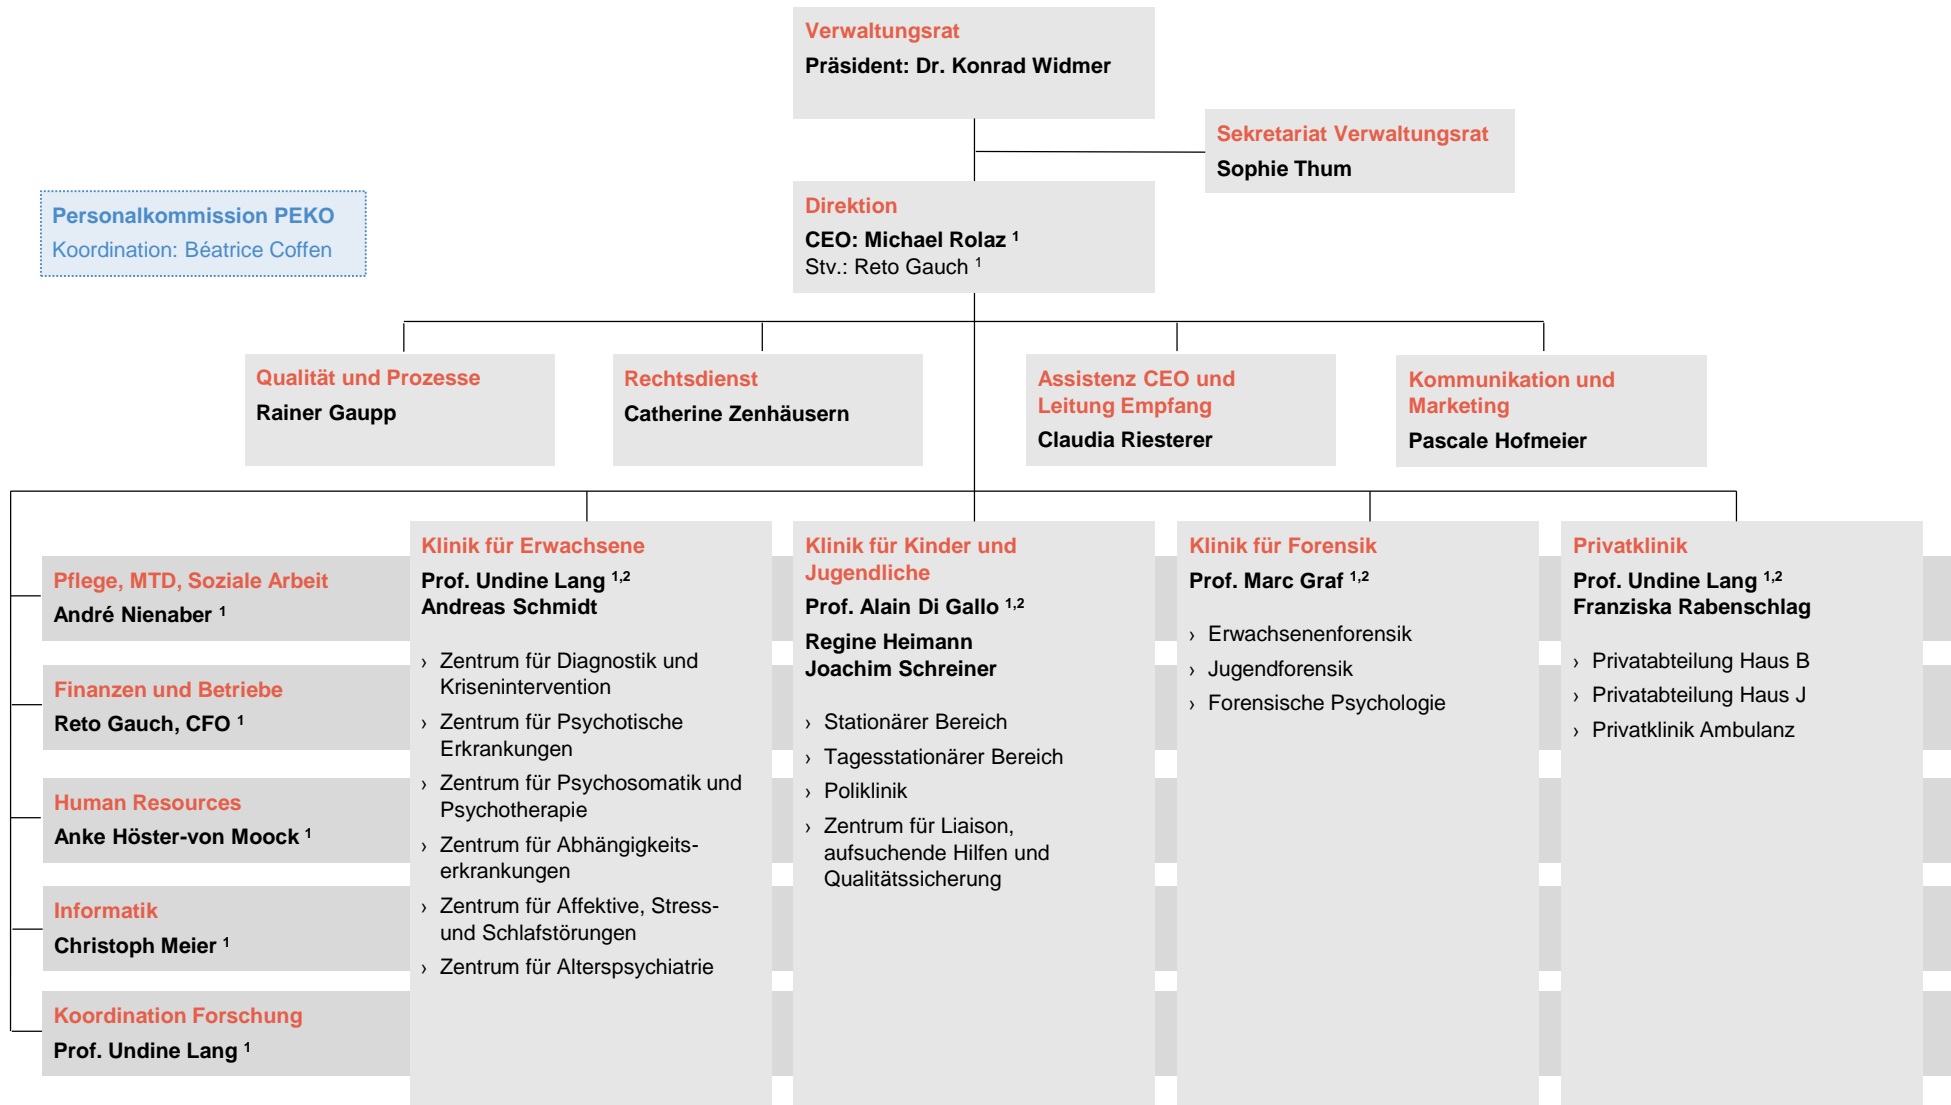 Verwaltungsrat
Präsident: Dr. Konrad Widmer
Sekretariat Verwaltungsrat
Sophie Thum
Personalkommission PEKO
Koordination: Béatrice Coffen
Direktion
CEO: Michael Rolaz ¹
Stv.: Reto Gauch ¹
Qualität und Prozesse
Rainer Gaupp
Rechtsdienst
Catherine Zenhäusern
Assistenz CEO und
Leitung Empfang
Claudia Riesterer
Kommunikation und
Marketing
Pascale Hofmeier
Pflege, MTD, Soziale Arbeit
André Nienaber ¹
Finanzen und Betriebe
Reto Gauch, CFO ¹
Human Resources
Anke Höster-von Moock ¹
Informatik
Christoph Meier ¹
Koordination Forschung
Prof. Undine Lang ¹
Klinik für Erwachsene
Prof. Undine Lang ¹,²
Andreas Schmidt
› Zentrum für Diagnostik und
Krisenintervention
› Zentrum für Psychotische
Erkrankungen
› Zentrum für Psychosomatik und
Psychotherapie
› Zentrum für Abhängigkeits-
erkrankungen
› Zentrum für Affektive, Stress-
und Schlafstörungen
› Zentrum für Alterspsychiatrie
Klinik für Kinder und
Jugendliche
Prof. Alain Di Gallo ¹,²
Regine Heimann
Joachim Schreiner
› Stationärer Bereich
› Tagesstationärer Bereich
› Poliklinik
› Zentrum für Liaison,
aufsuchende Hilfen und
Qualitätssicherung
Klinik für Forensik
Prof. Marc Graf ¹,²
› Erwachsenenforensik
› Jugendforensik
› Forensische Psychologie
Privatklinik
Prof. Undine Lang ¹,²
Franziska Rabenschlag
› Privatabteilung Haus B
› Privatabteilung Haus J
› Privatklinik Ambulanz